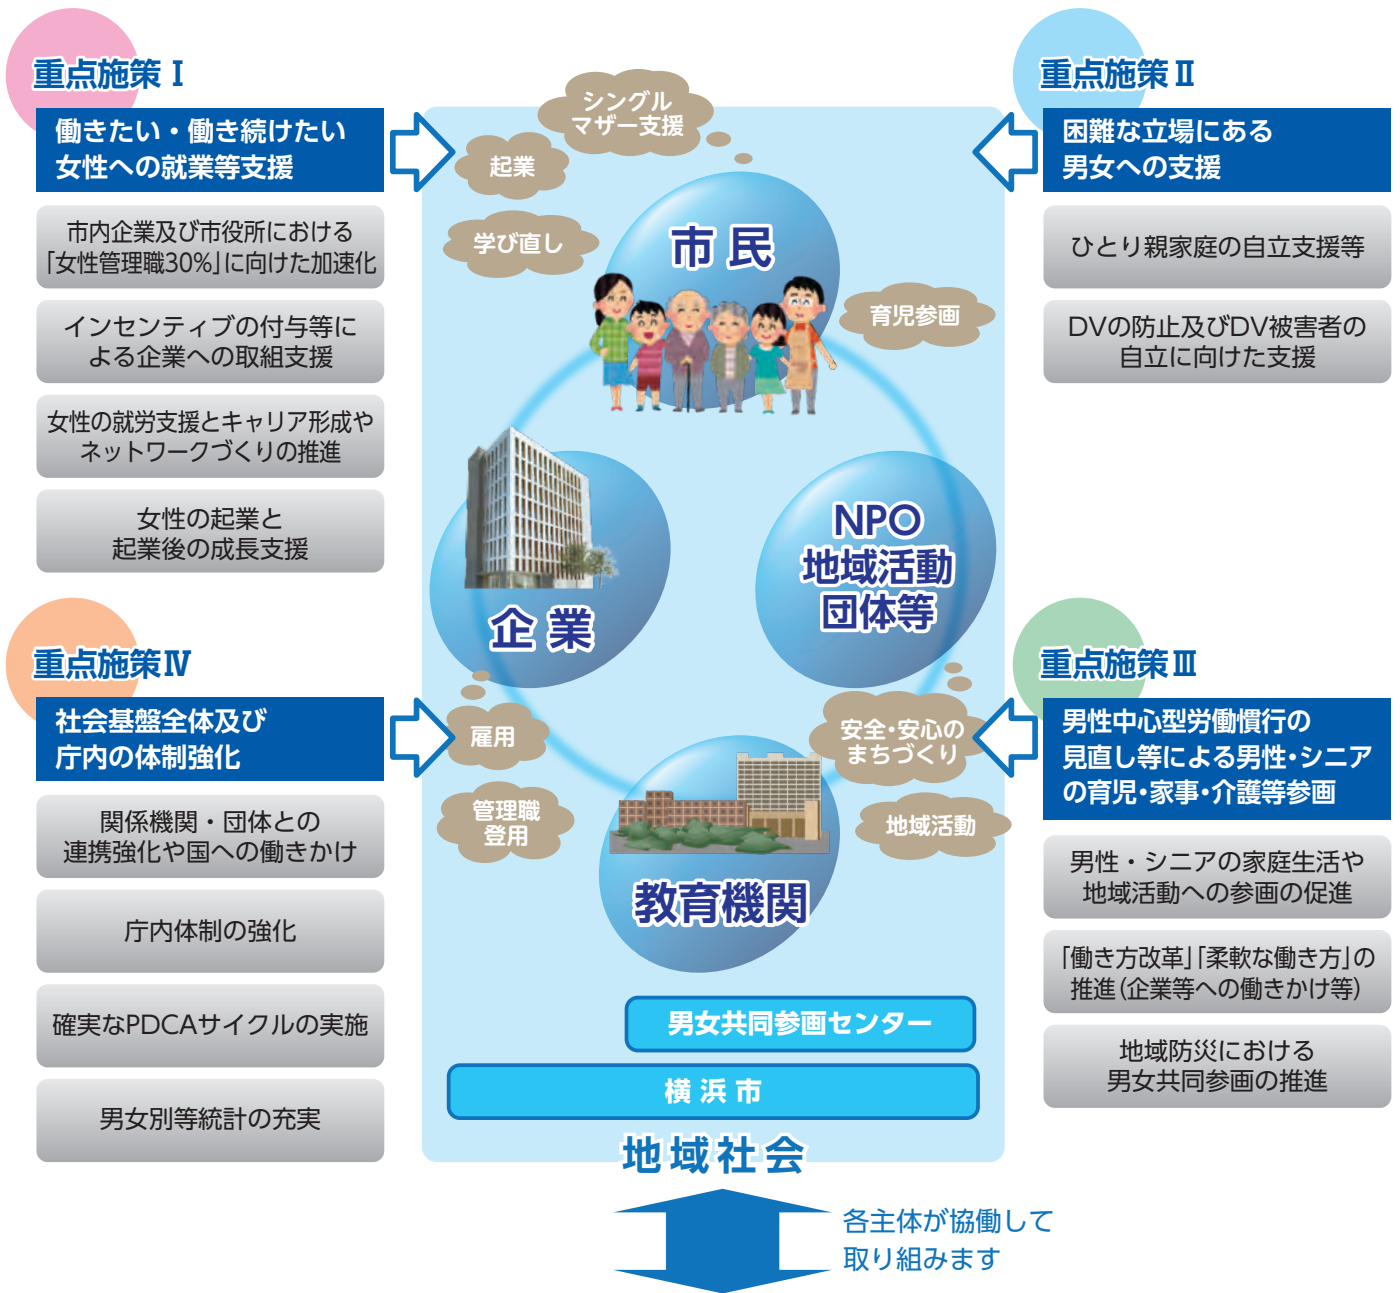 重点施策Ⅰ
働きたい・働き続けたい
女性への就業等支援
市内企業及び市役所における
「女性管理職30%」に向けた加速化
インセンティブの付与等に
よる企業への取組支援
女性の就労支援とキャリア形成や
ネットワークづくりの推進
女性の起業と
起業後の成長支援
重点施策Ⅱ
困難な立場にある
男女への支援
ひとり親家庭の自立支援等
DVの防止及びDV被害者の
自立に向けた支援
シングル
マザー支援
起業
学び直し
市民
育児参画
企業
NPO
地域活動
団体等
雇用
管理職
登用
安全・安心の
まちづくり
地域活動
教育機関
男女共同参画センター
横浜市
地域社会
重点施策Ⅳ
社会基盤全体及び
庁内の体制強化
関係機関・団体との
連携強化や国への働きかけ
庁内体制の強化
確実なPDCAサイクルの実施
男女別等統計の充実
重点施策Ⅲ
男性中心型労働慣行の
見直し等による男性・シニア
の育児・家事・介護等参画
男性・シニアの家庭生活や
地域活動への参画の促進
「働き方改革」「柔軟な働き方」の
推進(企業等への働きかけ等)
地域防災における
男女共同参画の推進
各主体が協働して
取り組みます